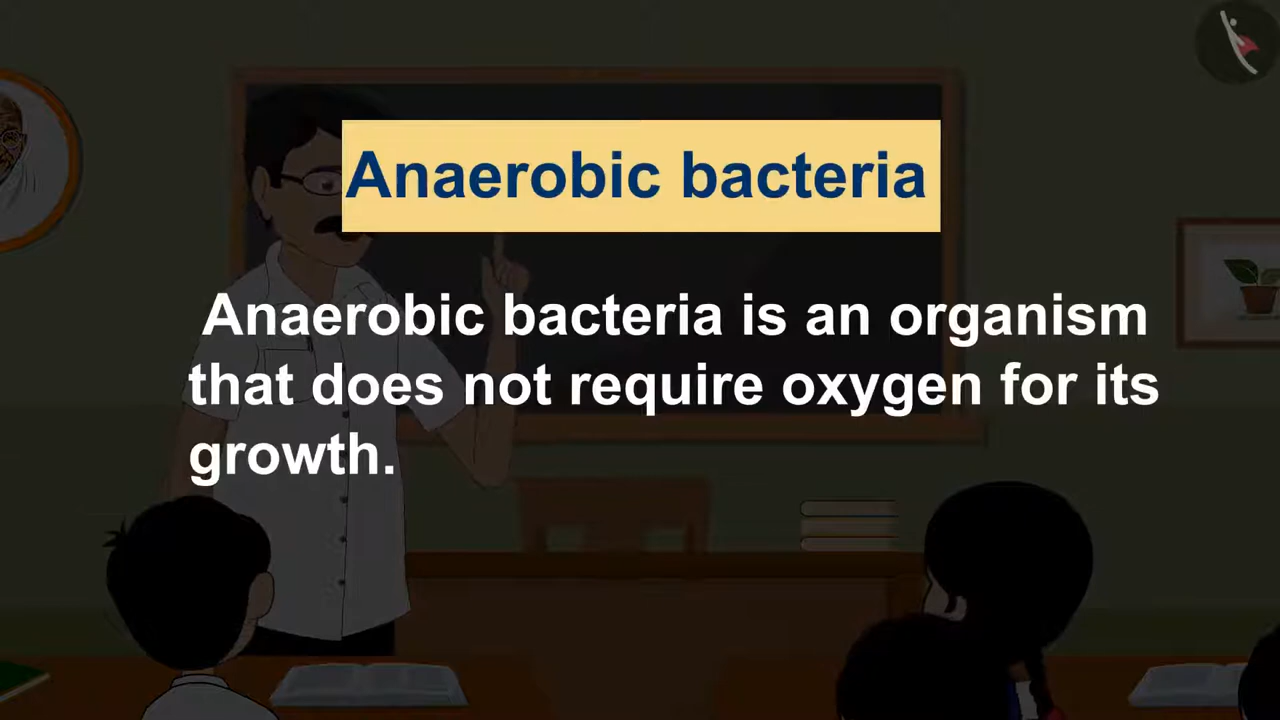 Anaerobic bacteria
Anaerobic bacteria is an organism
that does not require oxygen for its
growth.